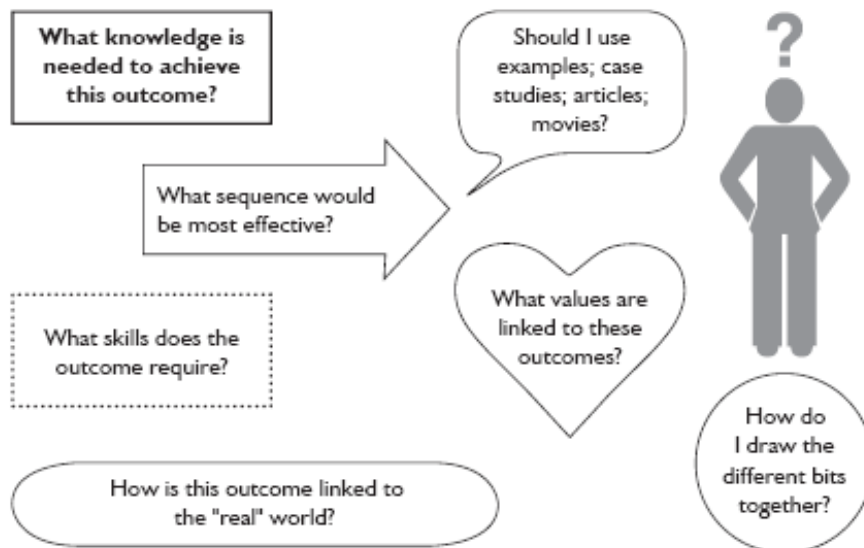 What knowledge is
needed to achieve
this outcome?
Should I use
examples; case
studies; articles;
movies?
?
What sequence would
be most effective?
What values are
linked to these
outcomes?
What skills does the
outcome require?
How do
I draw the
different bits
together?
How is this outcome linked to
the "real" world?